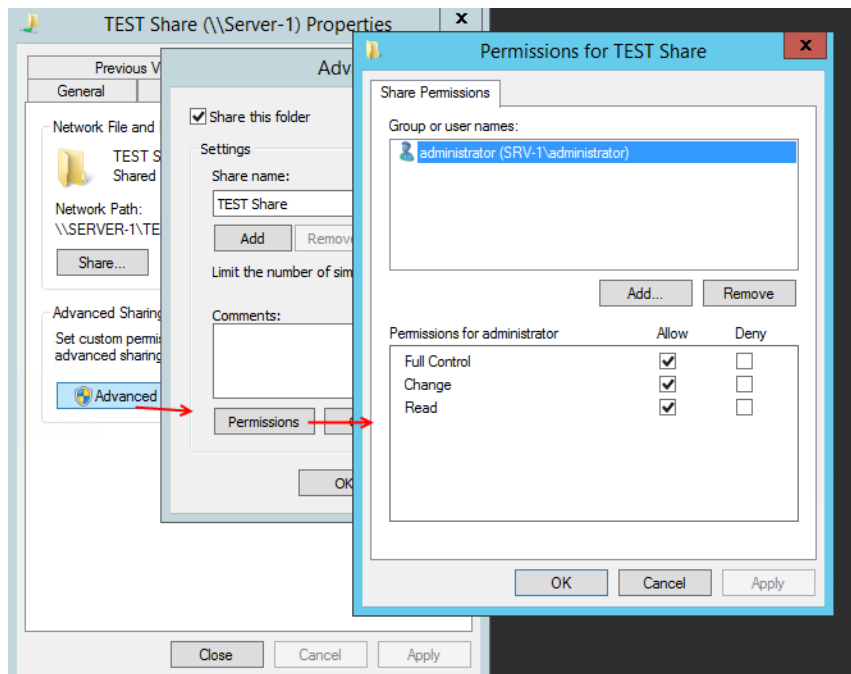 TEST Share (\\Server-1) Properties
x
Previous V
General
Network File and
TEST S
Shared
Network Path:
\\SERVER-1\TE
Share...
Advanced Sharing
Set custom permis
advanced sharing
Advanced
Close
Cancel
Apply
Adv
Share this folder
Settings
Share name:
TEST Share
Add
Remove
Limit the number of sim
Comments:
Permissions
OK
Permissions for TEST Share
x
Share Permissions
Group or user names:
administrator (SRV-1\administrator)
Add...
Remove
Permissions for administrator
Allow
Deny
Full Control
Change
Read
OK
Cancel
Apply